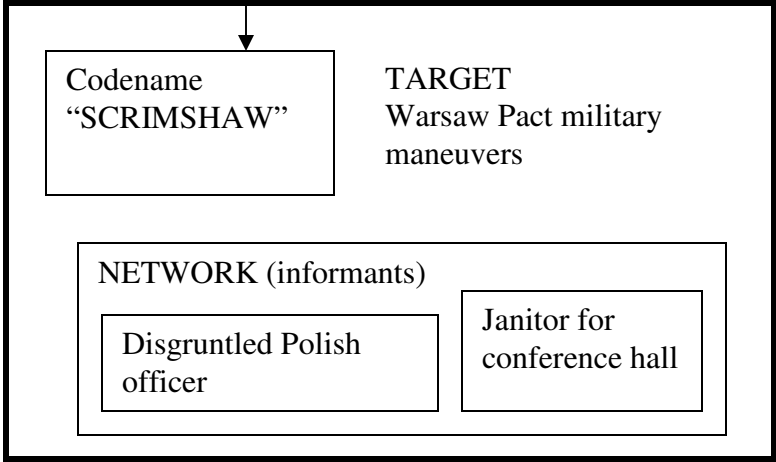 Codename
“SCRIMSHAW”
TARGET
Warsaw Pact military
maneuvers
NETWORK (informants)
Disgruntled Polish
officer
Janitor for
conference hall